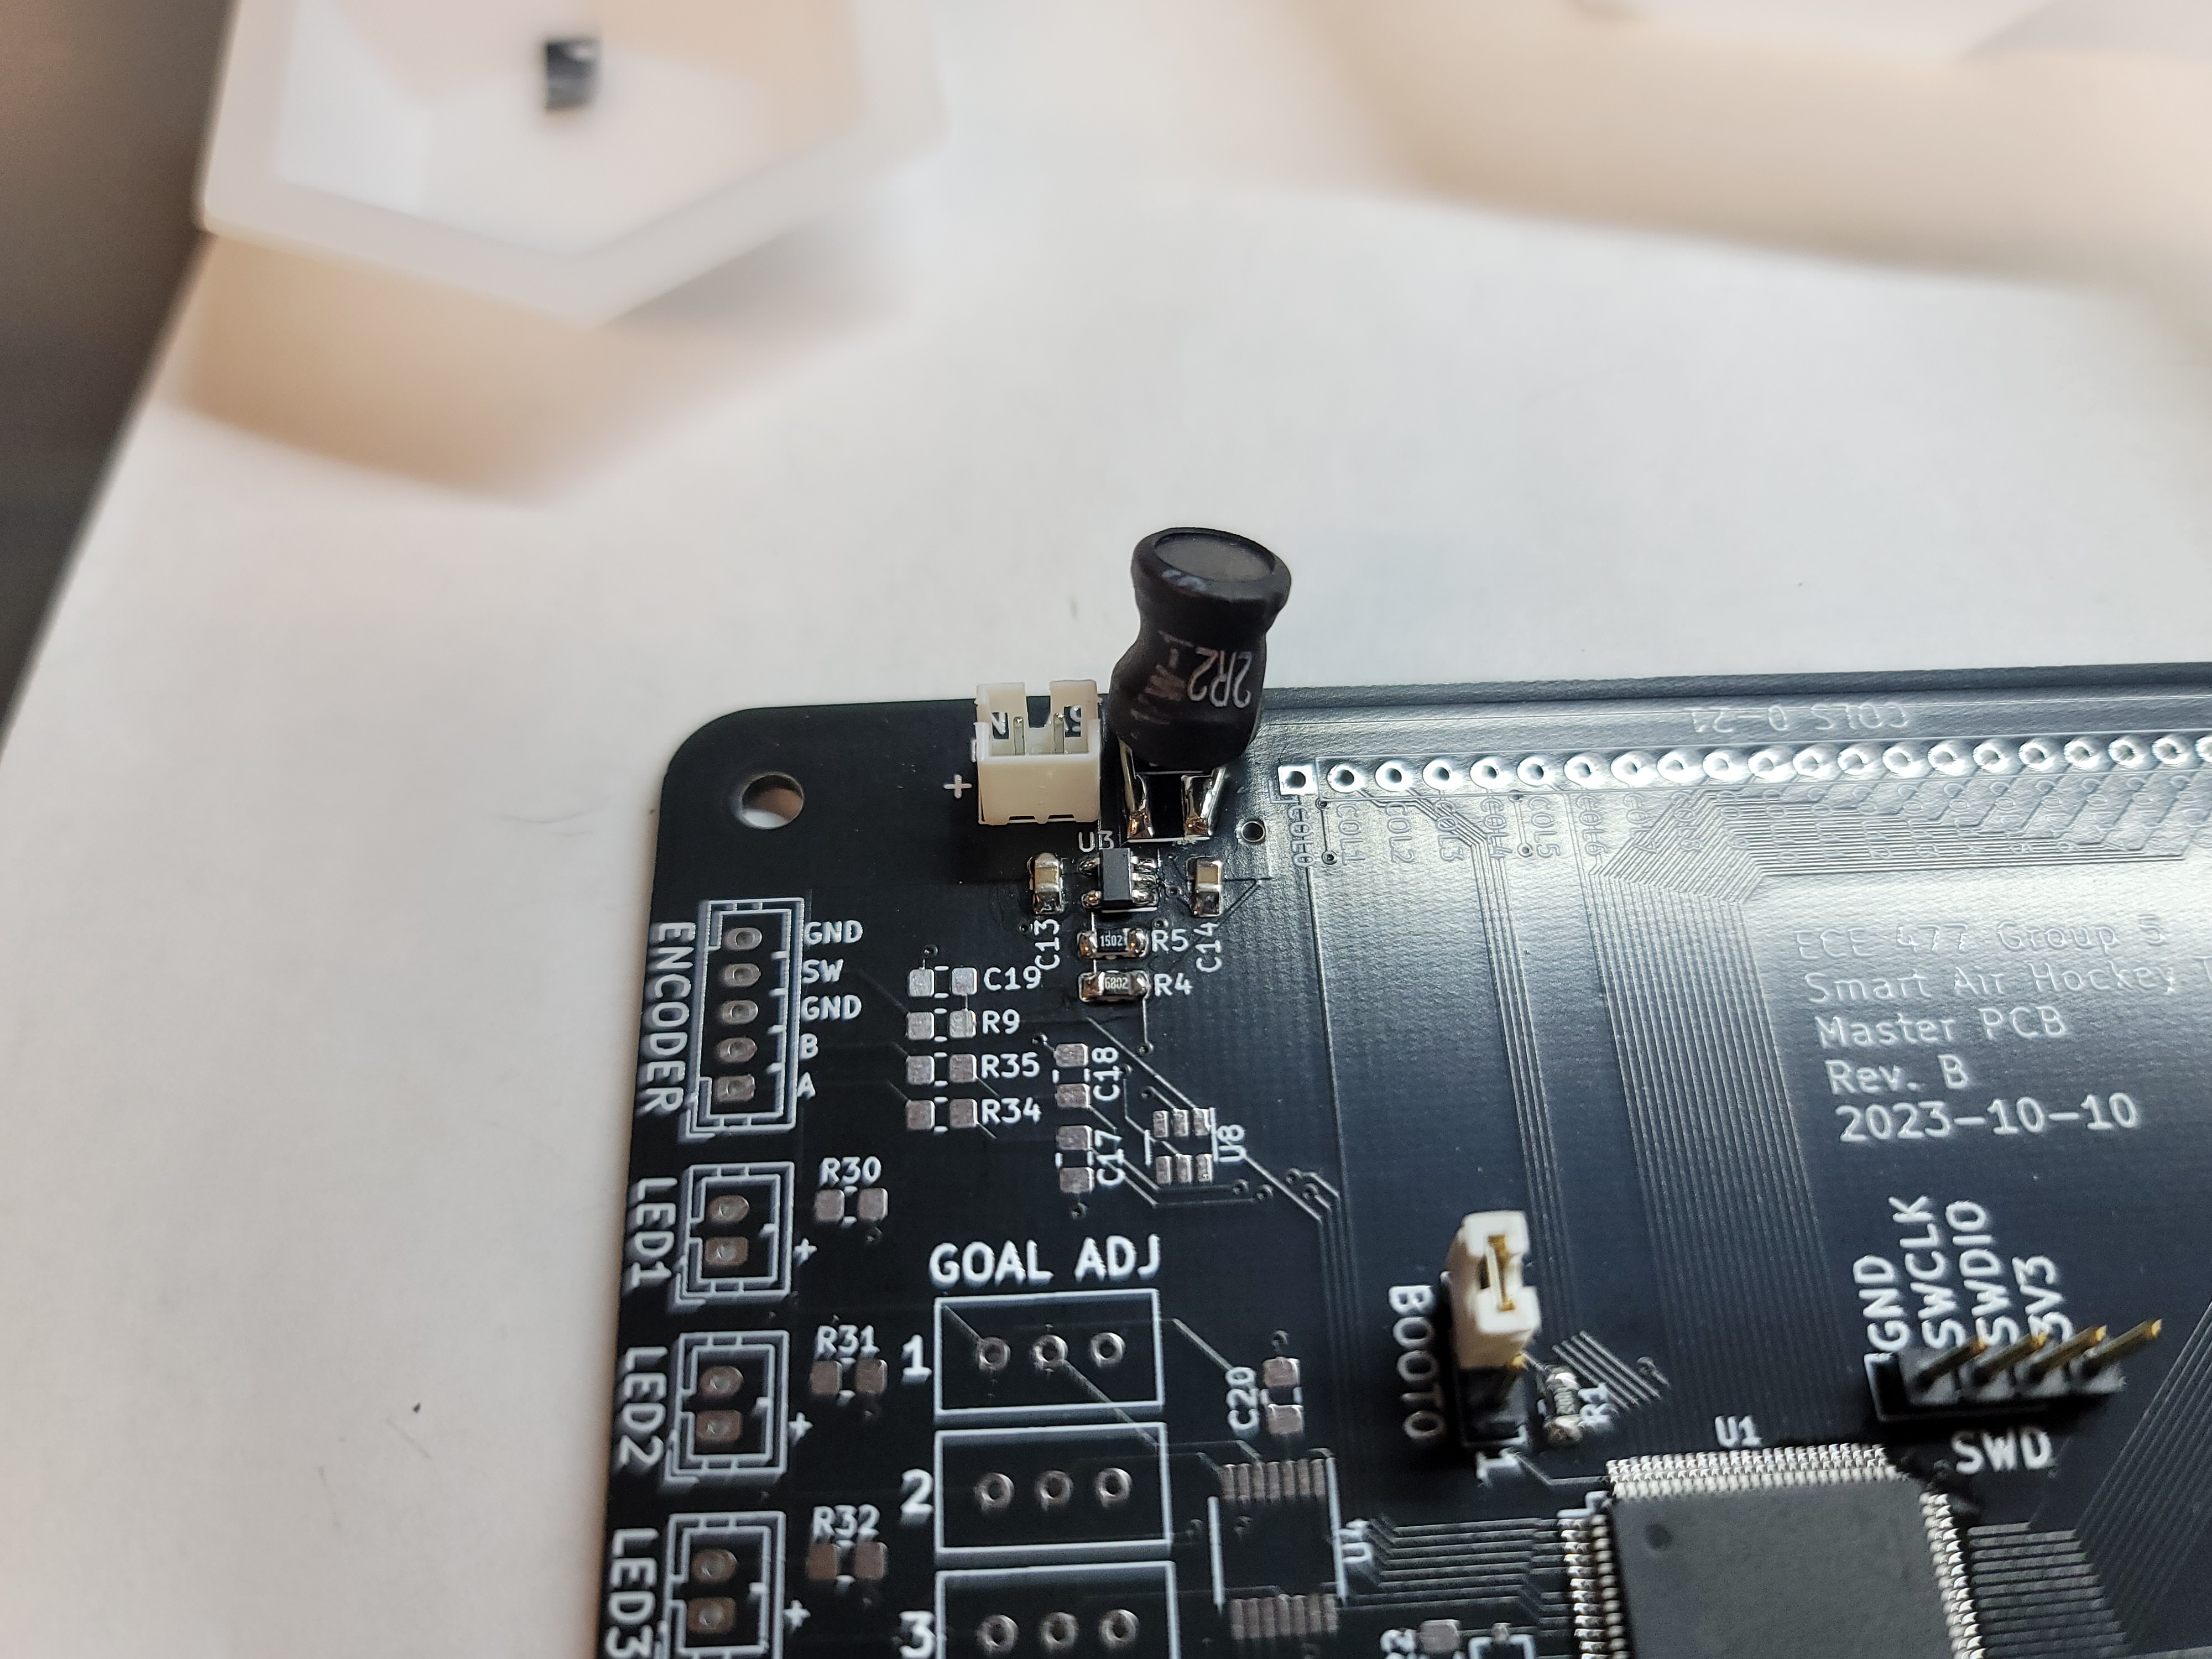 2R2
COLS 0 - 21
+
U3
COL0
COL1
COL2
COL3
COL4
COL5
COL6
C13
1502
R5
C14
6802
R4
ENCODER
GND
SW
GND
B
A
C19
R9
R35
R34
C18
C17
U8
ECE 477 Group 5
Smart Air Hockey
Master PCB
Rev. B
2023-10-10
LED1
R30
+
GOAL ADJ
1
2
3
LED2
R31
+
LED3
R32
+
C20
U4
BOOT0
1
R1
U1
GND
SWCLK
SWDIO
3V3
SWD